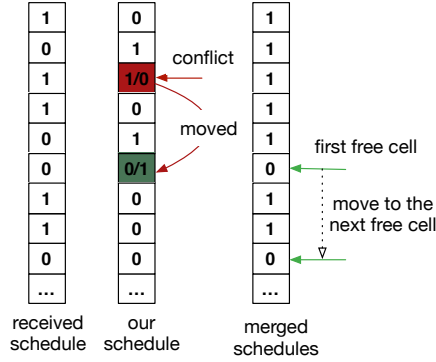 1 0 1
0 1 1
1 1/0 1
conflict
1 0 1
moved
0 1 1
first free cell
0 0/1 0
1 0 1
move to the
next free cell
1 0 1
0 0 0
... ... ...
received
schedule
our
schedule
merged
schedules